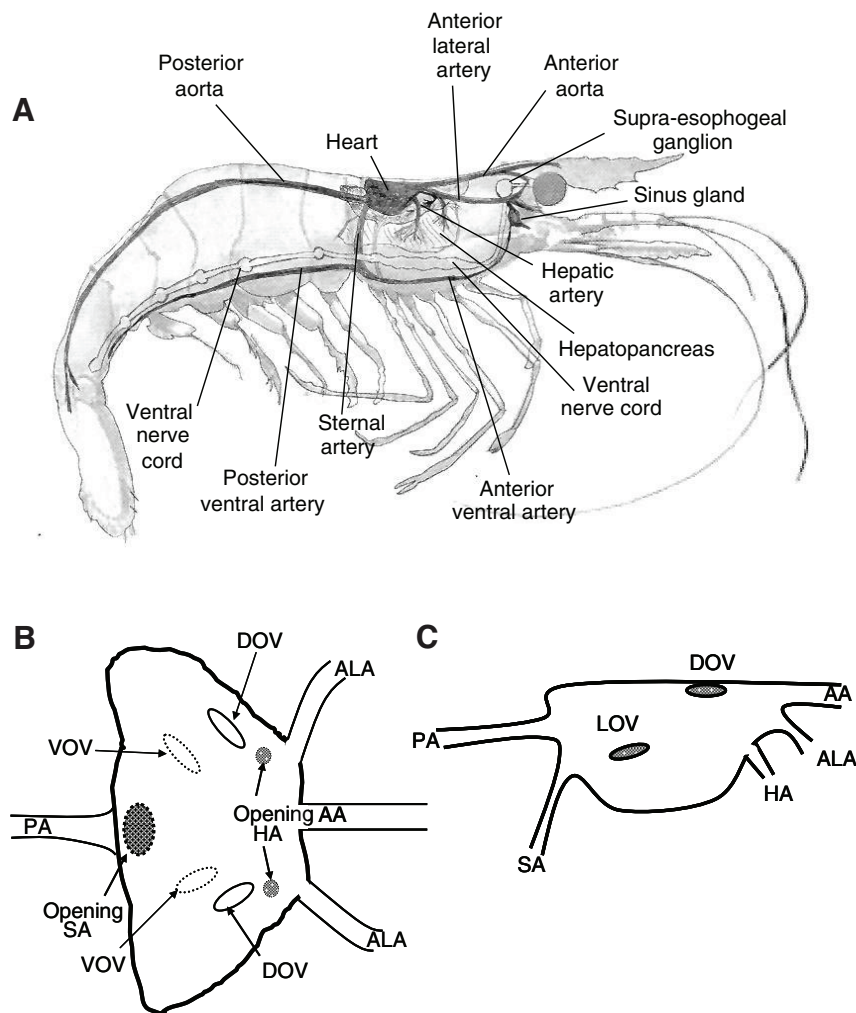 A
Posterior
aorta
Heart
Anterior
lateral
artery
Anterior
aorta
Supra-esophogeal
ganglion
Sinus gland
Hepatic
artery
Hepatopancreas
Ventral
nerve cord
Anterior
ventral artery
Sternal
artery
Posterior
ventral artery
Ventral
nerve
cord
B
DOV
ALA
VOV
PA
Opening
HA
AA
Opening
SA
VOV
DOV
ALA
C
DOV
AA
LOV
PA
ALA
HA
SA